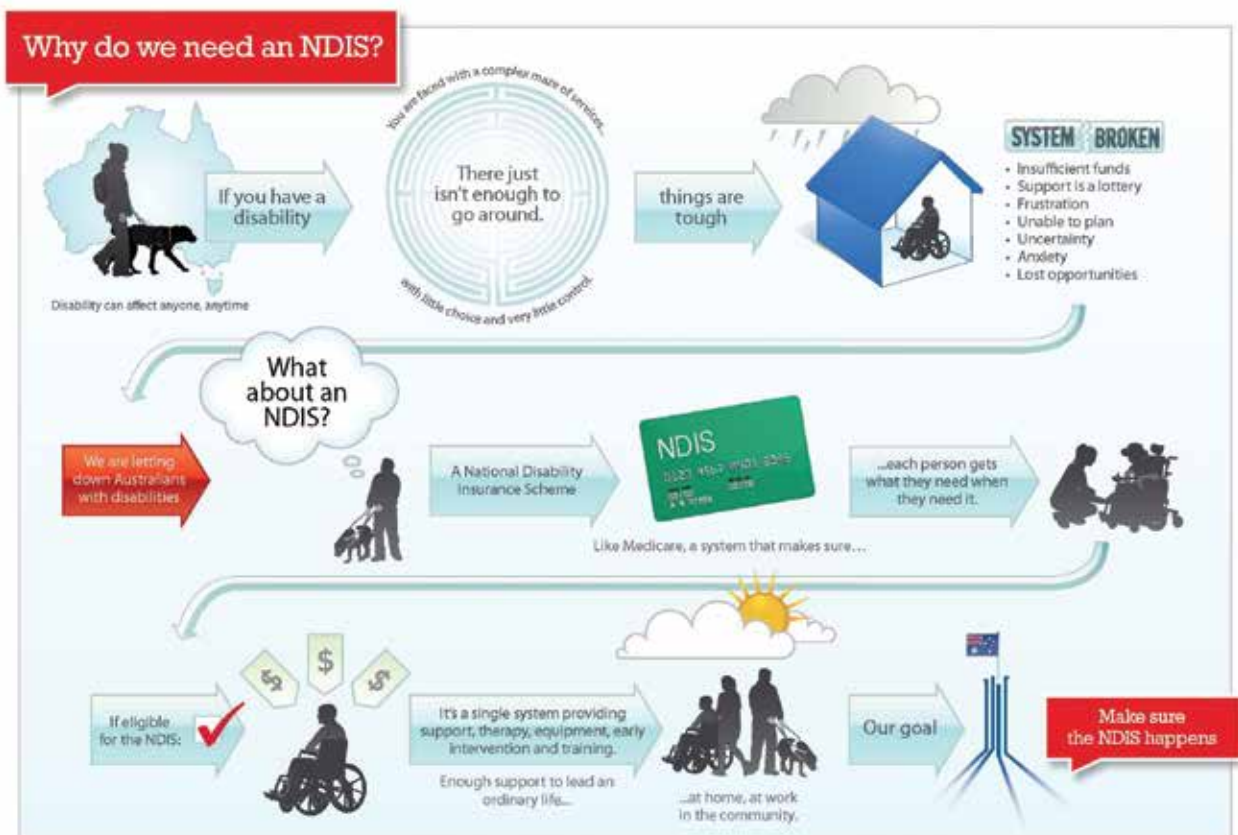 Why do we need an NDIS?
Disability can affect anyone, anytime
If you have a
disability
You are faced with a complex maze of services...
There just
isn't enough to
go around.
with little choice and very little control.
things are
tough
SYSTEM BROKEN
• Insufficient funds
• Support is a lottery
• Frustration
• Unable to plan
• Uncertainty
• Anxiety
• Lost opportunities
We are letting
down Australians
with disabilities
What
about an
NDIS?
A National Disability
Insurance Scheme
NDIS
Like Medicare, a system that makes sure...
...each person gets
what they need when
they need it.
If eligible
for the NDIS:
$ $ $
It's a single system providing
support, therapy, equipment, early
intervention and training.
Enough support to lead an
ordinary life...
...at home, at work
in the community.
Our goal
Make sure
the NDIS happens